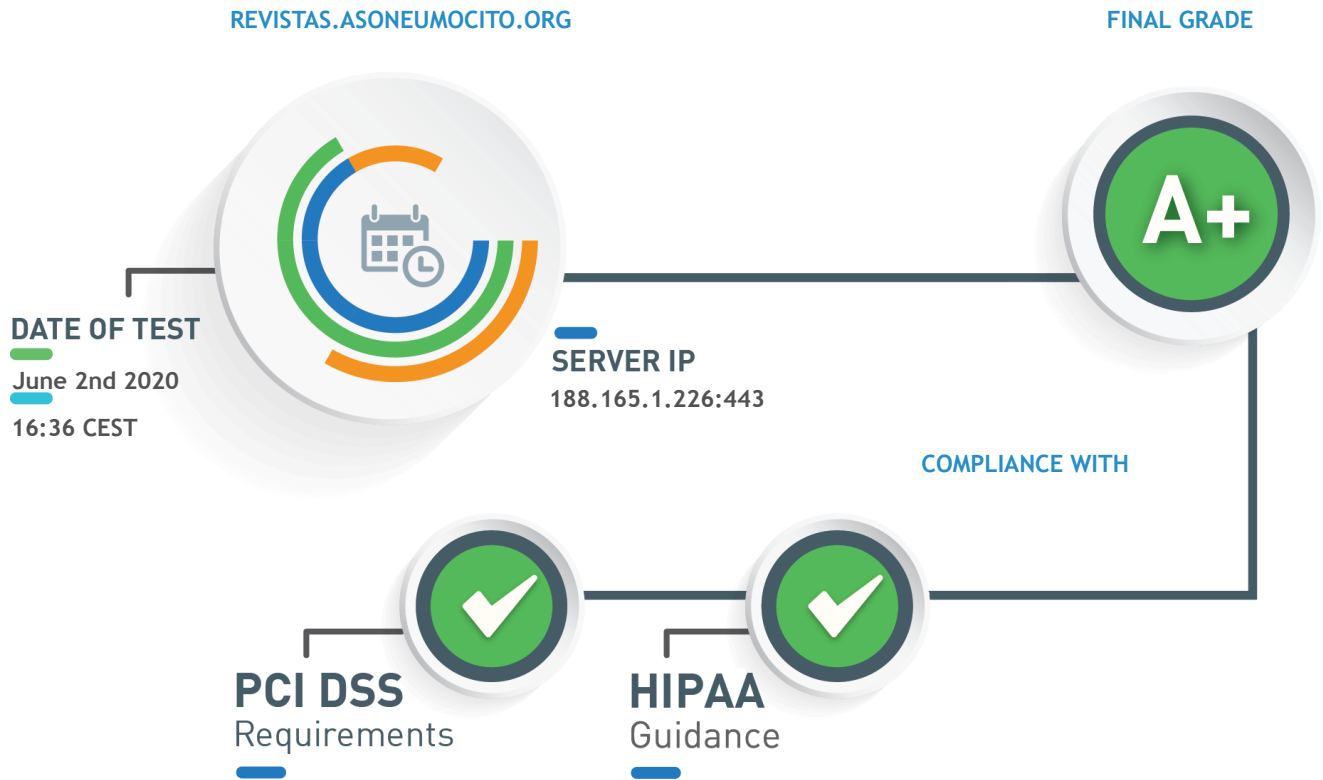 REVISTAS.ASONEUMOCITO.ORG
FINAL GRADE
A+
DATE OF TEST
June 2nd 2020
16:36 CEST
SERVER IP
188.165.1.226:443
COMPLIANCE WITH
PCI DSS
Requirements
HIPAA
Guidance